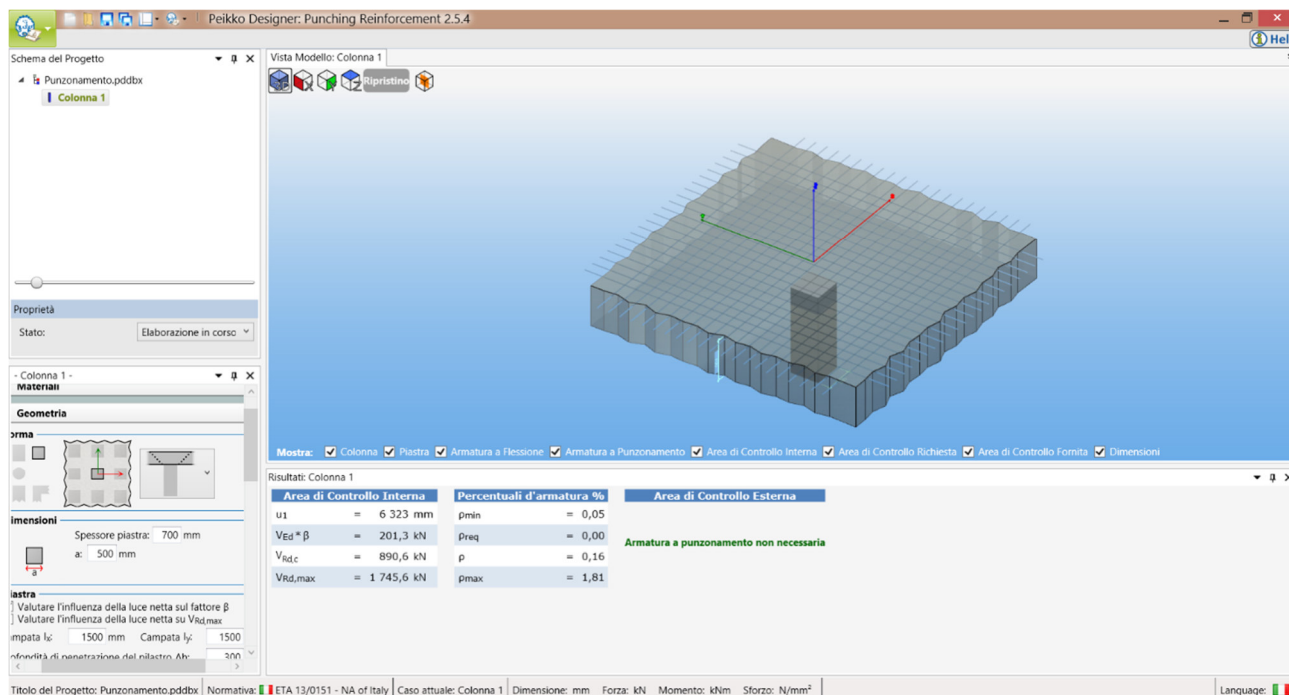 Peikko Designer: Punching Reinforcement 2.5.4
Hel
Schema del Progetto
Punzonamento.pddbx
Colonna 1
Proprietà
Stato: Elaborazione in corso
- Colonna 1 -
Materiali
Geometria
orma
imensioni
Spessore piastra: 700 mm
a: 500 mm
a
iastra
Valutare l'influenza della luce netta sul fattore β
Valutare l'influenza della luce netta su VRd,max
ampata lx: 1500 mm Campata ly: 1500
ofondità di penetrazione del pilastro Δh: 300
Vista Modello: Colonna 1
X Y Z Ripristino
Mostra: Colonna Piastra Armatura a Flessione Armatura a Punzonamento Area di Controllo Interna Area di Controllo Richiesta Area di Controllo Fornita Dimensioni
Risultati: Colonna 1
Area di Controllo Interna Percentuali d'armatura % Area di Controllo Esterna
u1 = 6 323 mm ρmin = 0,05
VEd * β = 201,3 kN ρreq = 0,00
Armatura a punzonamento non necessaria
VRd,c = 890,6 kN ρ = 0,16
VRd,max = 1 745,6 kN ρmax = 1,81
Titolo del Progetto: Punzonamento.pddbx Normativa: ETA 13/0151 - NA of Italy Caso attuale: Colonna 1 Dimensione: mm Forza: kN Momento: kNm Sforzo: N/mm² Language: